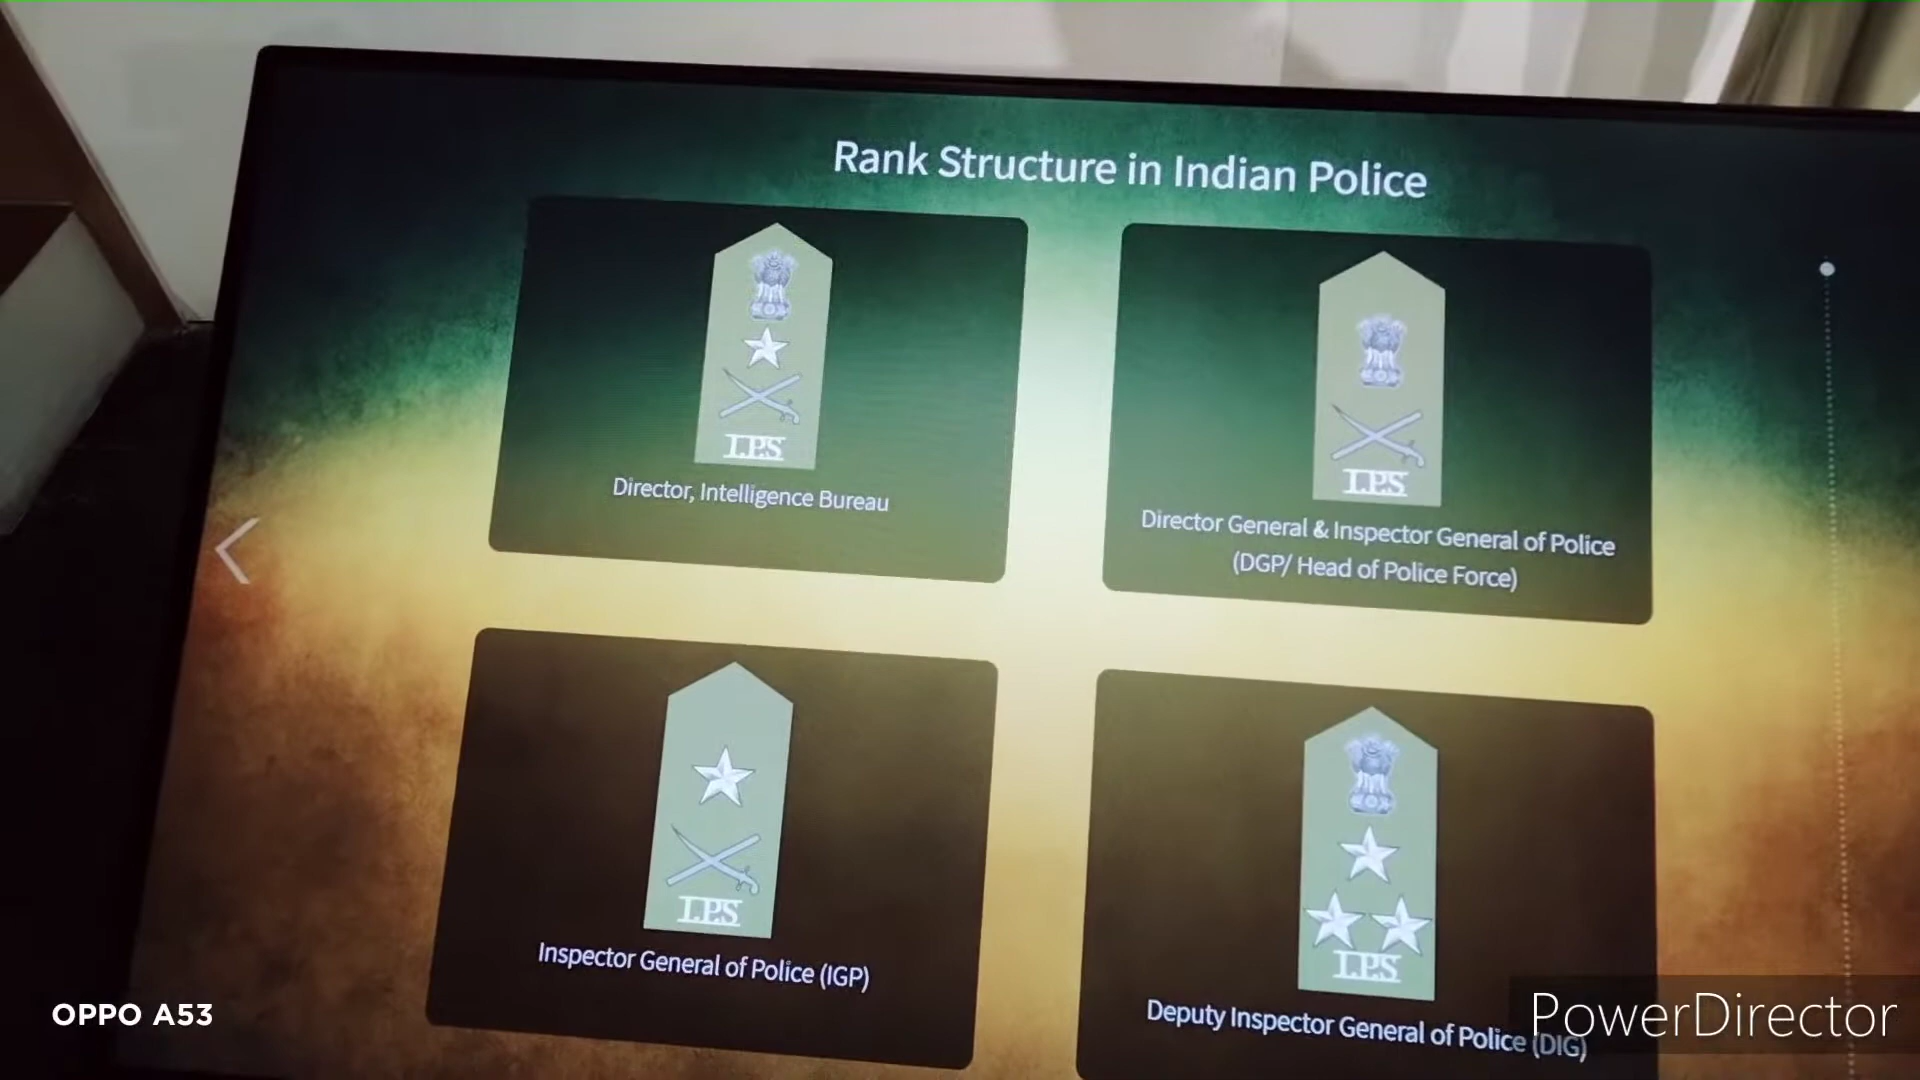 Rank Structure in Indian Police
I.P.S
Director, Intelligence Bureau
I.P.S
Director General & Inspector General of Police
(DGP/ Head of Police Force)
I.P.S
Inspector General of Police (IGP)
I.P.S
Deputy Inspector General of Police (DIG)
OPPO A53
PowerDirector